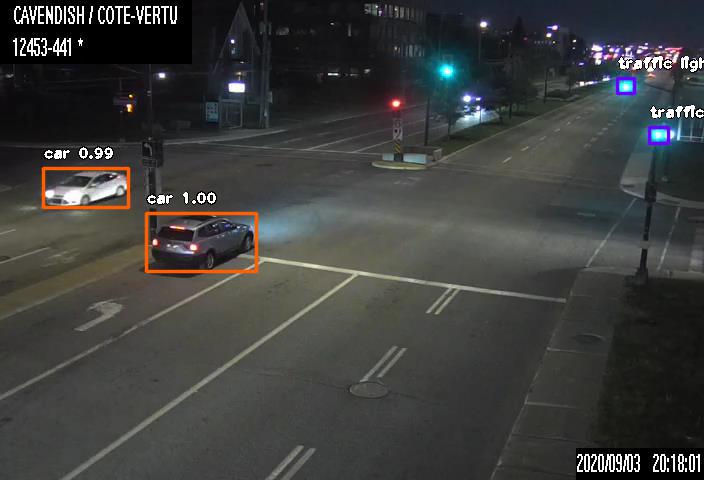 CAVENDISH / COTE-VERTU
12453-441 *
traffic ligh
traffic
car 0.99
car 1.00
2020/09/03 20:18:01